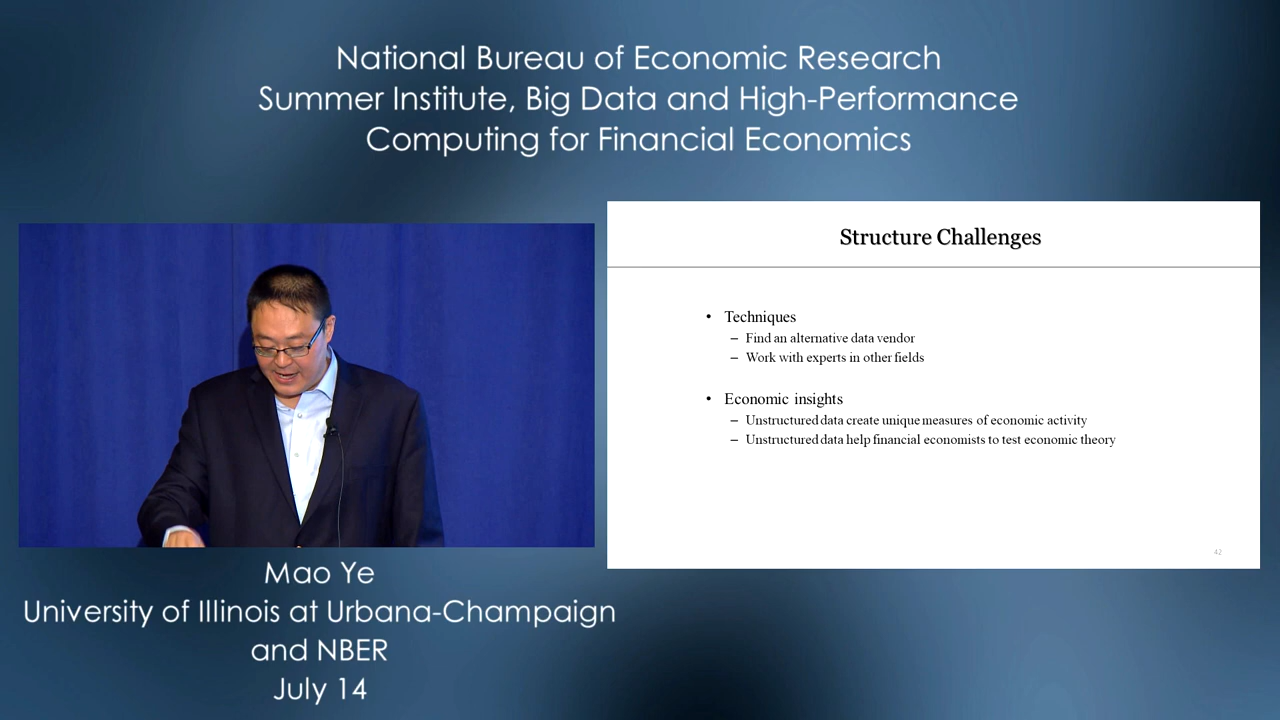 National Bureau of Economic Research
Summer Institute, Big Data and High-Performance
Computing for Financial Economics
Structure Challenges
• Techniques
– Find an alternative data vendor
– Work with experts in other fields
• Economic insights
– Unstructured data create unique measures of economic activity
– Unstructured data help financial economists to test economic theory
42
Mao Ye
University of Illinois at Urbana-Champaign
and NBER
July 14